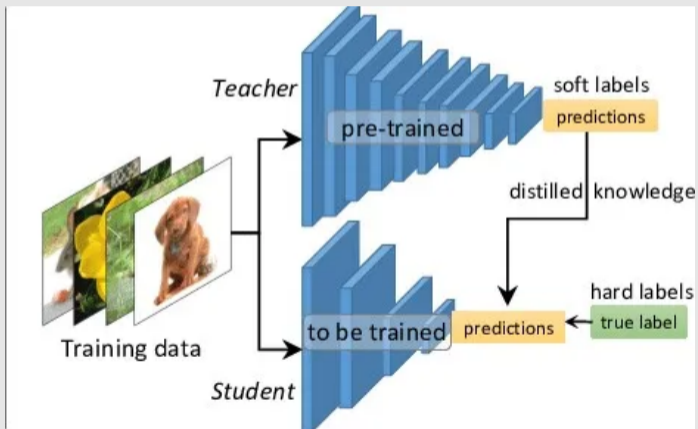 Teacher
pre-trained
soft labels
predictions
distilled knowledge
Training data
Student
to be trained
predictions
hard labels
true label